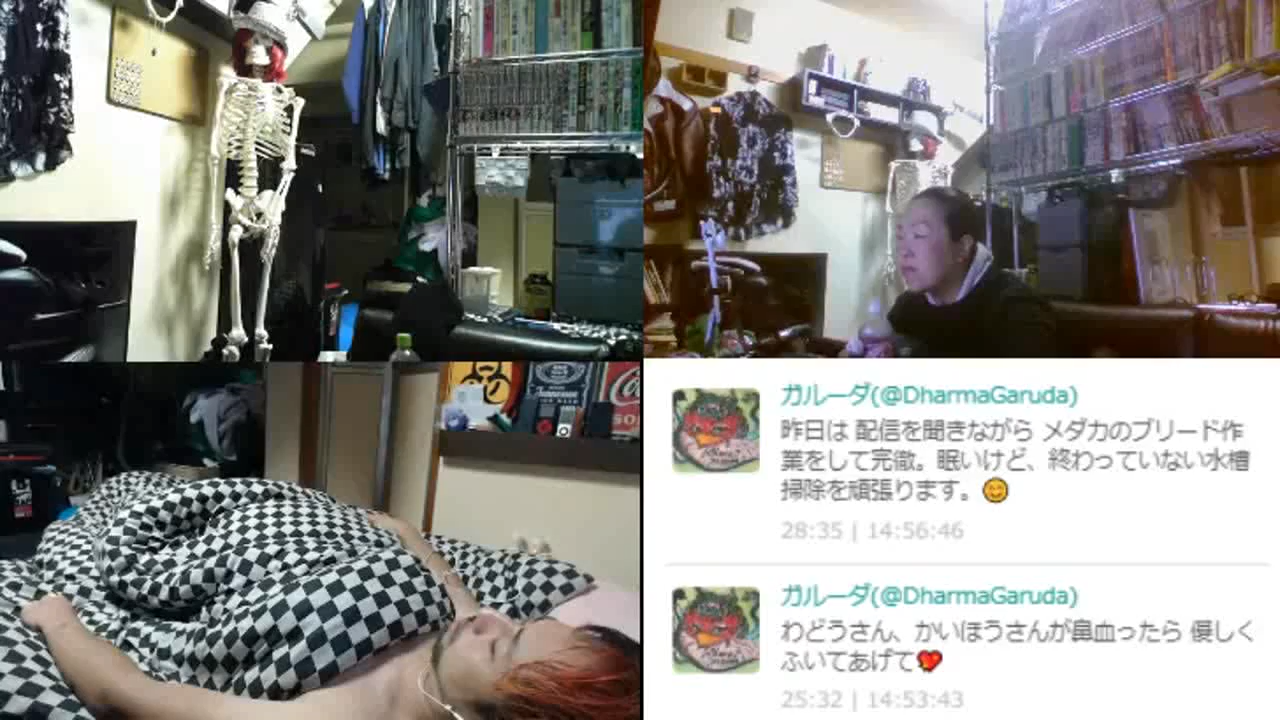 ガルーダ(@DharmaGaruda)
昨日は 配信を聞きながら メダカのブリード作
業をして完徹。眠いけど、終わっていない水槽
掃除を頑張ります。😊
28:35 | 14:56:46
ガルーダ(@DharmaGaruda)
わどうさん、かいほうさんが鼻血ったら 優しく
ふいてあげて❤
25:32 | 14:53:43